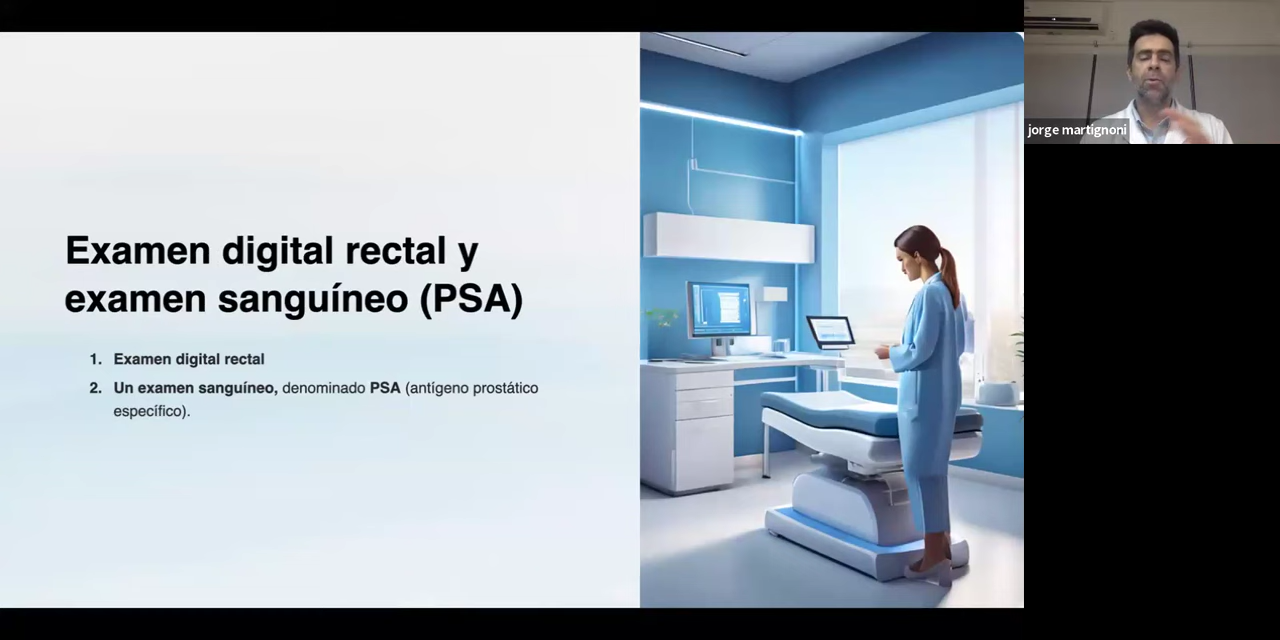 Examen digital rectal y
examen sanguíneo (PSA)
1. Examen digital rectal
2. Un examen sanguíneo, denominado PSA (antígeno prostático
específico).
jorge martignoni